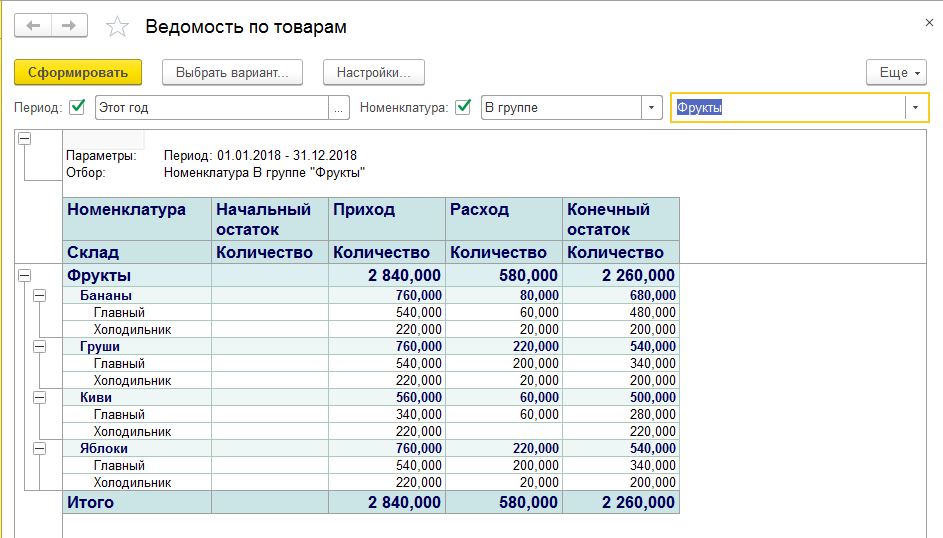 Ведомость по товарам
Сформировать Выбрать вариант... Настройки... Еще
Период: Этот год ... Номенклатура: В группе Фрукты
Параметры: Период: 01.01.2018 - 31.12.2018
Отбор: Номенклатура В группе "Фрукты"
Номенклатура Начальный остаток Приход Расход Конечный остаток
Склад Количество Количество Количество Количество
Фрукты 2 840,000 580,000 2 260,000
Бананы 760,000 80,000 680,000
Главный 540,000 60,000 480,000
Холодильник 220,000 20,000 200,000
Груши 760,000 220,000 540,000
Главный 540,000 200,000 340,000
Холодильник 220,000 20,000 200,000
Киви 560,000 60,000 500,000
Главный 340,000 60,000 280,000
Холодильник 220,000 220,000
Яблоки 760,000 220,000 540,000
Главный 540,000 200,000 340,000
Холодильник 220,000 20,000 200,000
Итого 2 840,000 580,000 2 260,000